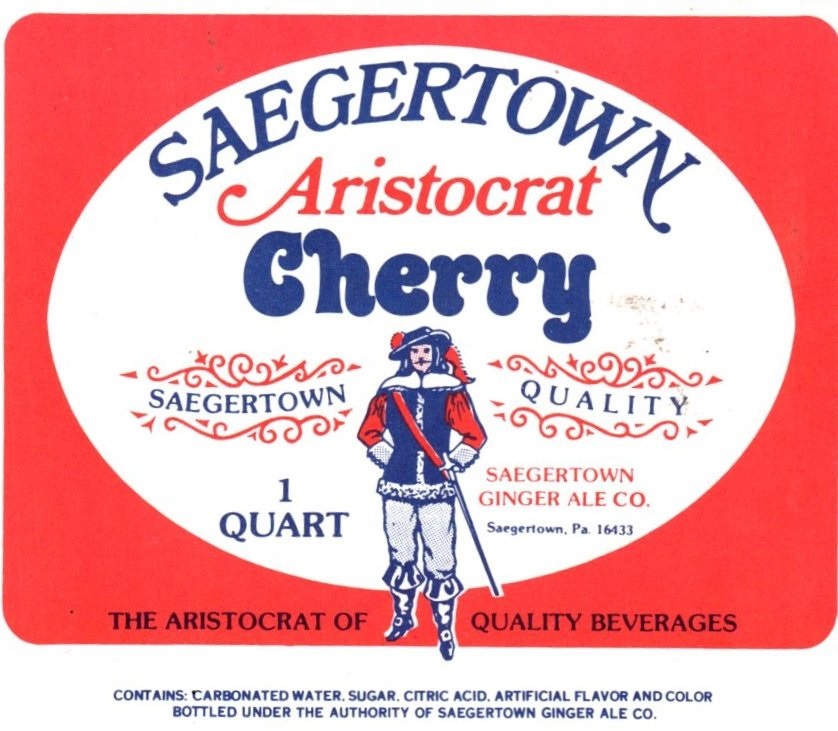 SAEGERTOWN
Aristocrat
Cherry
SAEGERTOWN
QUALITY
1
QUART
SAEGERTOWN
GINGER ALE CO.
Saegertown, Pa. 16433
THE ARISTOCRAT OF QUALITY BEVERAGES
CONTAINS: CARBONATED WATER, SUGAR, CITRIC ACID, ARTIFICIAL FLAVOR AND COLOR
BOTTLED UNDER THE AUTHORITY OF SAEGERTOWN GINGER ALE CO.